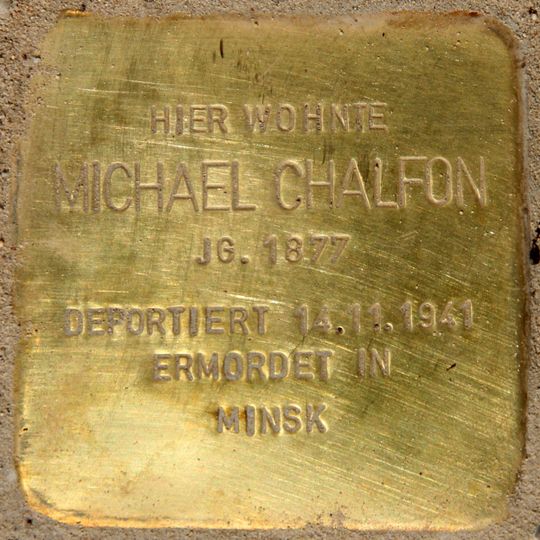 HIER WOHNTE
MICHAEL CHALFON
JG. 1877
DEPORTIERT 14.11.1941
ERMORDET IN
MINSK